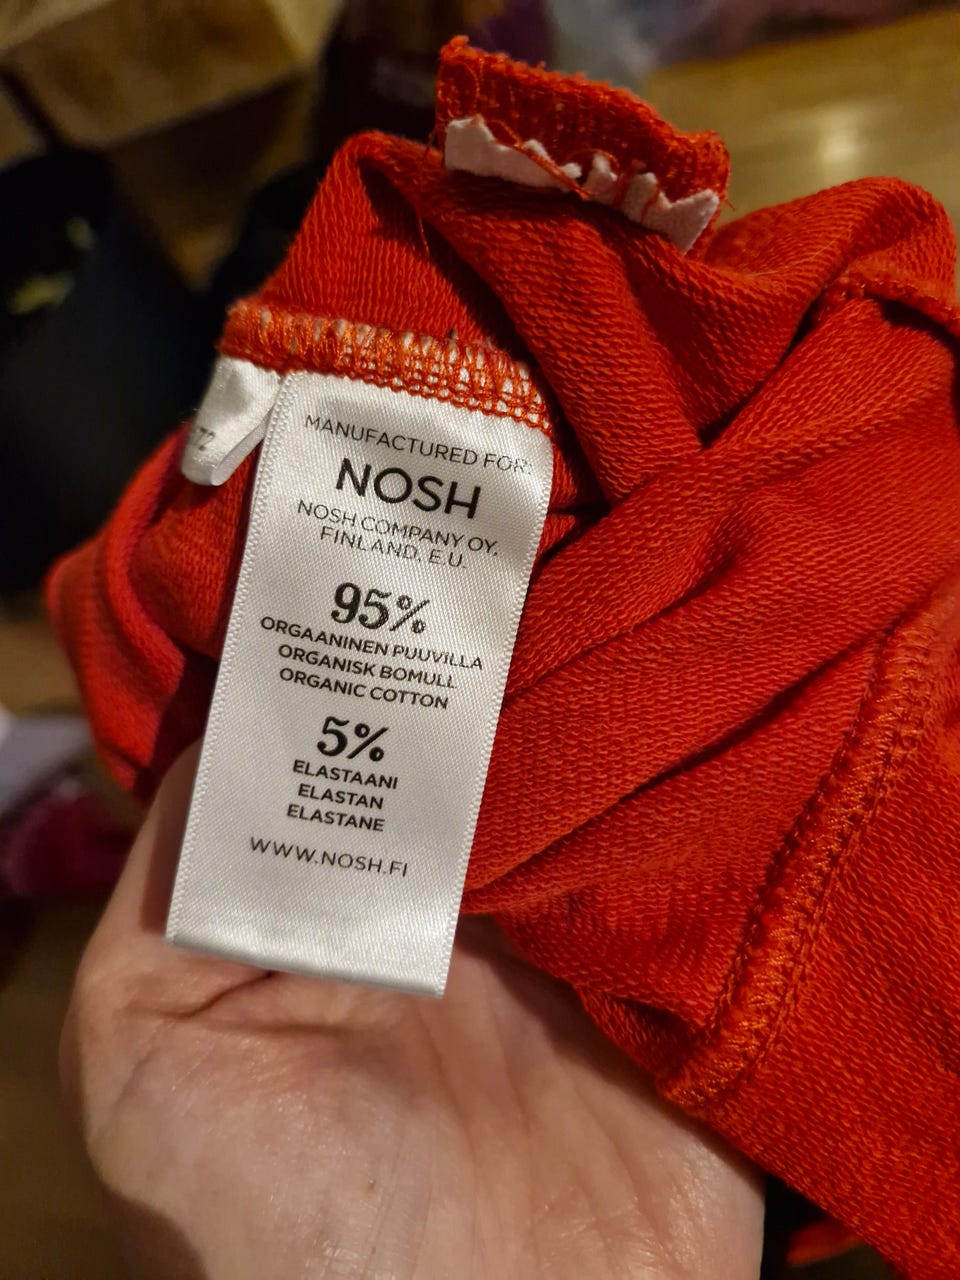 72
MANUFACTURED FOR:
NOSH
NOSH COMPANY OY.
FINLAND. E.U.
95%
ORGAANINEN PUUVILLA
ORGANISK BOMULL
ORGANIC COTTON
5%
ELASTAANI
ELASTAN
ELASTANE
WWW.NOSH.FI